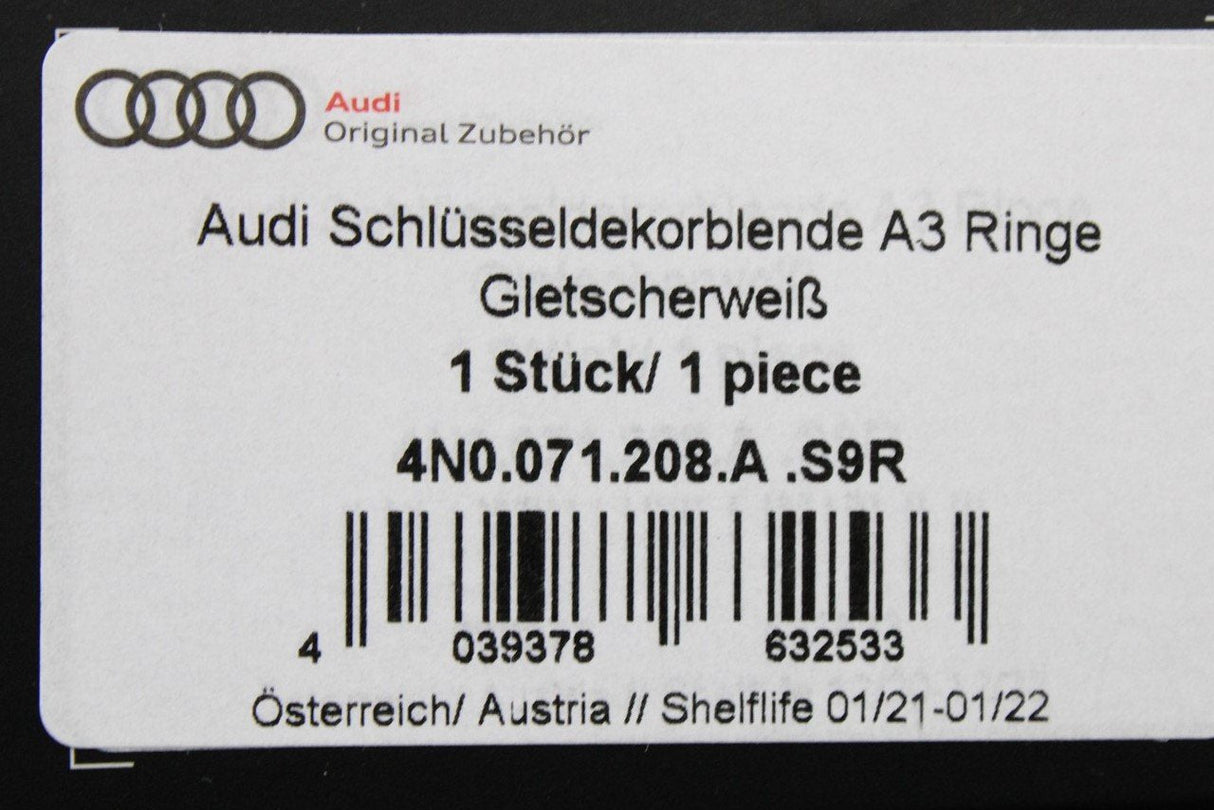 Audi
Original Zubehör
Audi Schlüsseldekorblende A3 Ringe
Gletscherweiß
1 Stück/ 1 piece
4N0.071.208.A .S9R
4 039378 632533
Österreich/ Austria // Shelflife 01/21-01/22